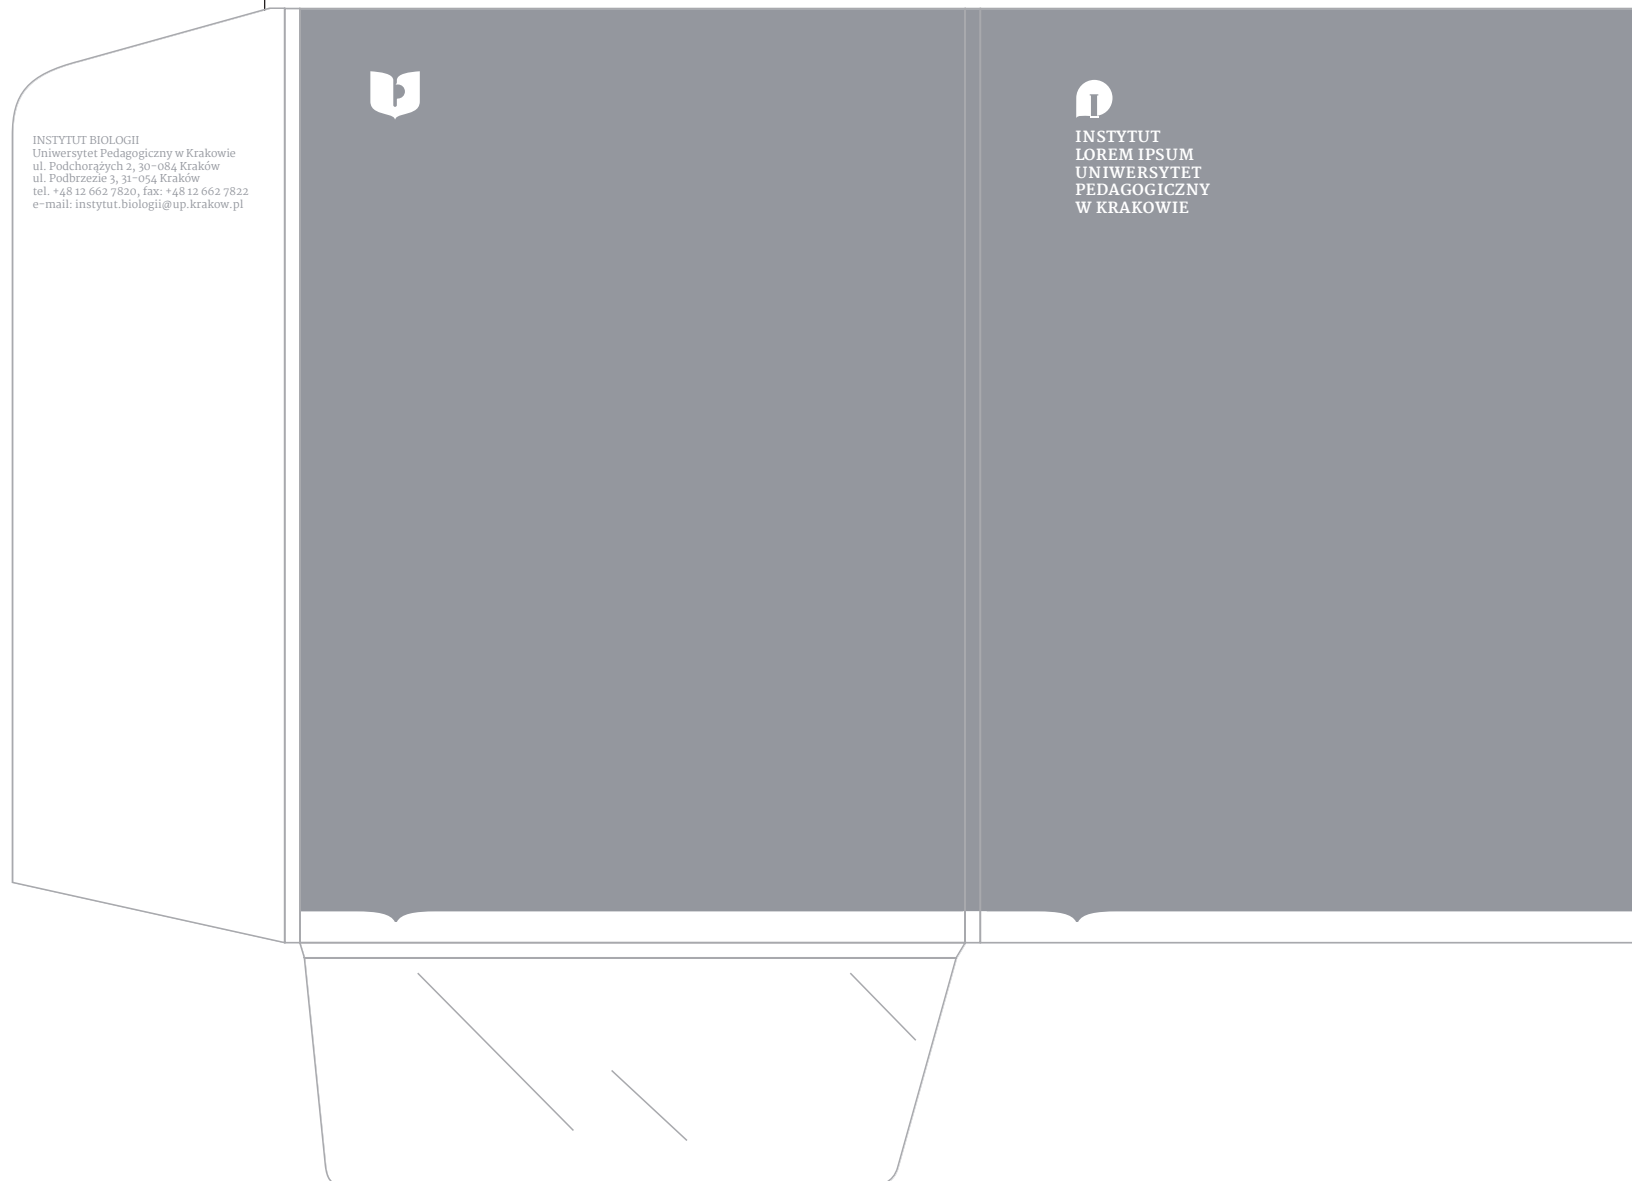 INSTYTUT BIOLOGII
Uniwersytet Pedagogiczny w Krakowie
ul. Podchorążych 2, 30-084 Kraków
ul. Podbrzezie 3, 31-054 Kraków
tel. +48 12 662 7820, fax: +48 12 662 7822
e-mail: instytut.biologii@up.krakow.pl
INSTYTUT
LOREM IPSUM
UNIWERSYTET
PEDAGOGICZNY
W KRAKOWIE